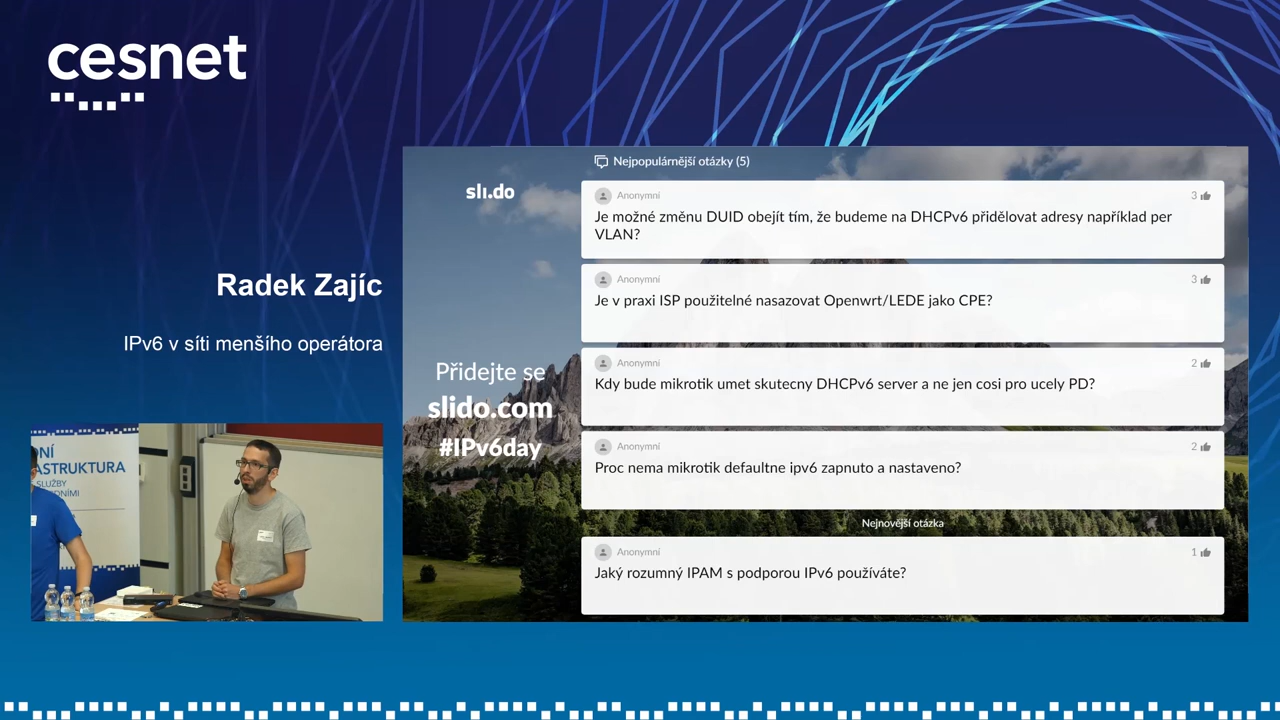 cesnet
Radek Zajíc
IPv6 v síti menšího operátora
sli.do
Přidejte se
slido.com
#IPv6day
Nejpopulárnější otázky (5)
Anonymní
3
Je možné změnu DUID obejít tím, že budeme na DHCPv6 přidělovat adresy například per
VLAN?
Anonymní
3
Je v praxi ISP použitelné nasazovat Openwrt/LEDE jako CPE?
Anonymní
2
Kdy bude mikrotik umet skutecny DHCPv6 server a ne jen cosi pro ucely PD?
Anonymní
2
Proc nema mikrotik defaultne ipv6 zapnuto a nastaveno?
Nejnovější otázka
Anonymní
1
Jaký rozumný IPAM s podporou IPv6 používáte?
DNÍ
ASTRUKTURA
SLUŽBY